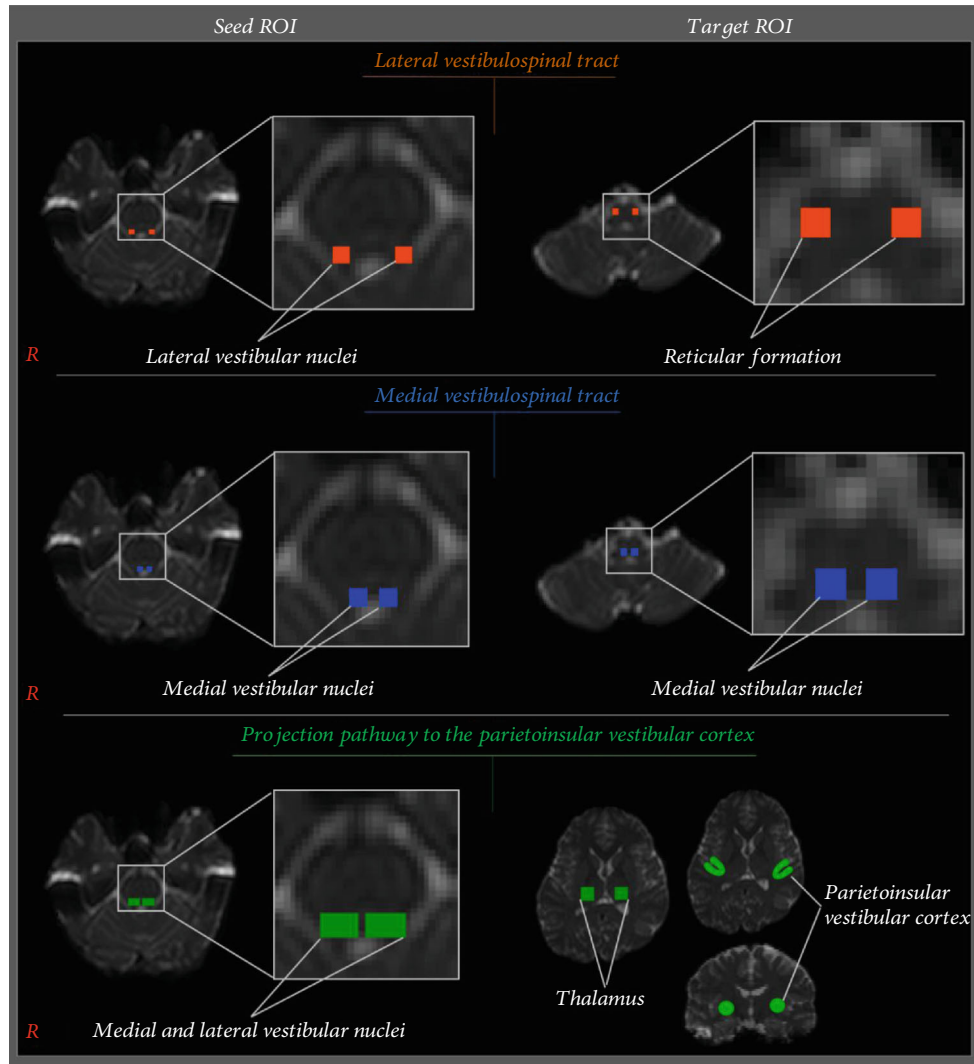 Seed ROI
Target ROI
Lateral vestibulospinal tract
Lateral vestibular nuclei
Reticular formation
R
Medial vestibulospinal tract
Medial vestibular nuclei
Medial vestibular nuclei
R
Projection pathway to the parietoinsular vestibular cortex
Parietoinsular
vestibular cortex
Thalamus
Medial and lateral vestibular nuclei
R